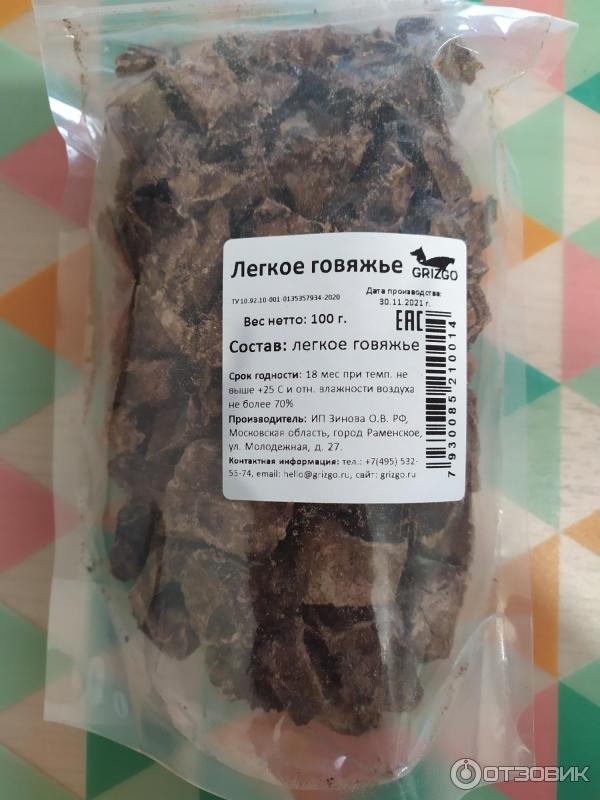 Легкое говяжье
GRIZGO
ТУ 10.92.10-001-0135357934-2020
Дата производства:
30.11.2021 г.
Вес нетто: 100 г.
EAC
Состав: легкое говяжье
Срок годности: 18 мес при темп. не
выше +25 С и отн. влажности воздуха
не более 70%
Производитель: ИП Зинова О.В. РФ,
Московская область, город Раменское,
ул. Молодежная, д. 27.
Контактная информация: тел.: +7(495) 532-
55-74, email: hello@grizgo.ru, сайт: grizgo.ru
7930085210014
ОТЗОВИК